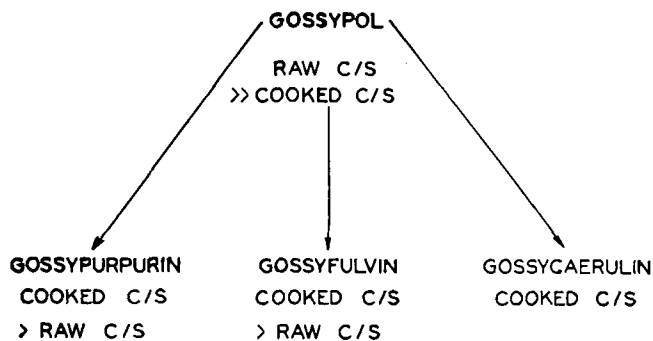 GOSSYPOL
RAW C/S
>> COOKED C/S
GOSSYPURPURIN
COOKED C/S
> RAW C/S
GOSSYFULVIN
COOKED C/S
> RAW C/S
GOSSYCAERULIN
COOKED C/S